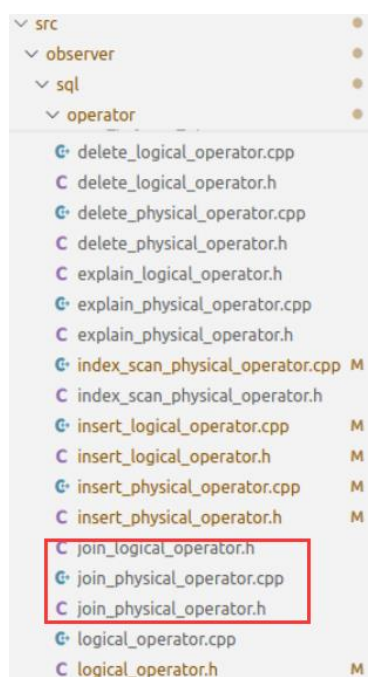 src
observer
sql
operator
delete_logical_operator.cpp
C delete_logical_operator.h
delete_physical_operator.cpp
C delete_physical_operator.h
C explain_logical_operator.h
explain_physical_operator.cpp
C explain_physical_operator.h
index_scan_physical_operator.cpp M
C index_scan_physical_operator.h
insert_logical_operator.cpp M
C insert_logical_operator.h M
insert_physical_operator.cpp M
C insert_physical_operator.h M
C join_logical_operator.h
join_physical_operator.cpp
C join_physical_operator.h
logical_operator.cpp
C logical_operator.h M